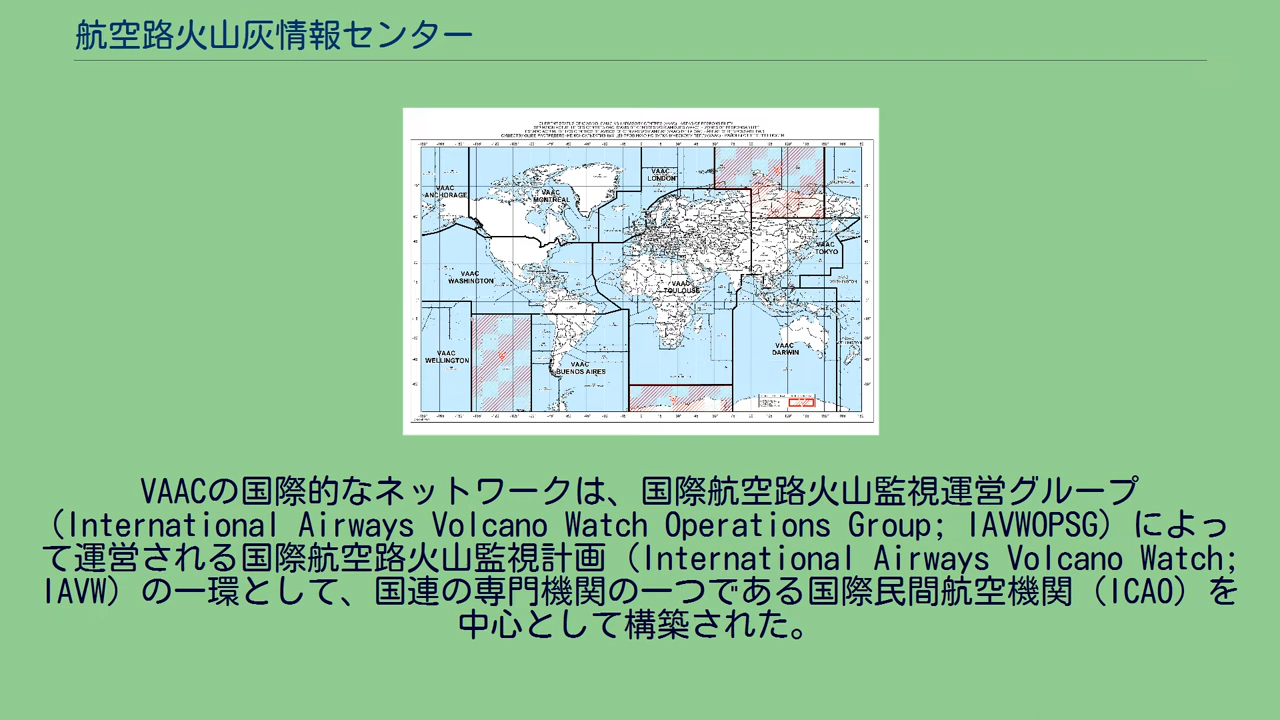 航空路火山灰情報センター
VAAC
ANCHORAGE
VAAC
MONTREAL
VAAC
LONDON
VAAC
TOKYO
VAAC
WASHINGTON
VAAC
TOULOUSE
VAAC
WELLINGTON
VAAC
BUENOS AIRES
VAAC
DARWIN
VAACの国際的なネットワークは、国際航空路火山監視運営グループ
（International Airways Volcano Watch Operations Group; IAVWOPSG）によっ
て運営される国際航空路火山監視計画（International Airways Volcano Watch;
IAVW）の一環として、国連の専門機関の一つである国際民間航空機関（ICAO）を
中心として構築された。